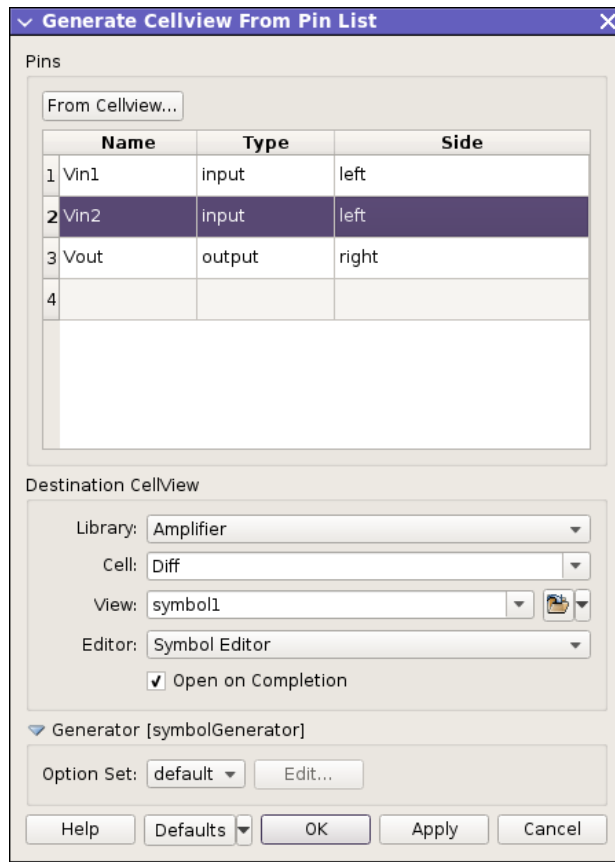 Generate Cellview From Pin List
Pins
From Cellview...
Name Type Side
1 Vin1 input left
2 Vin2 input left
3 Vout output right
4
Destination CellView
Library: Amplifier
Cell: Diff
View: symbol1
Editor: Symbol Editor
Open on Completion
Generator [symbolGenerator]
Option Set: default Edit...
Help Defaults OK Apply Cancel